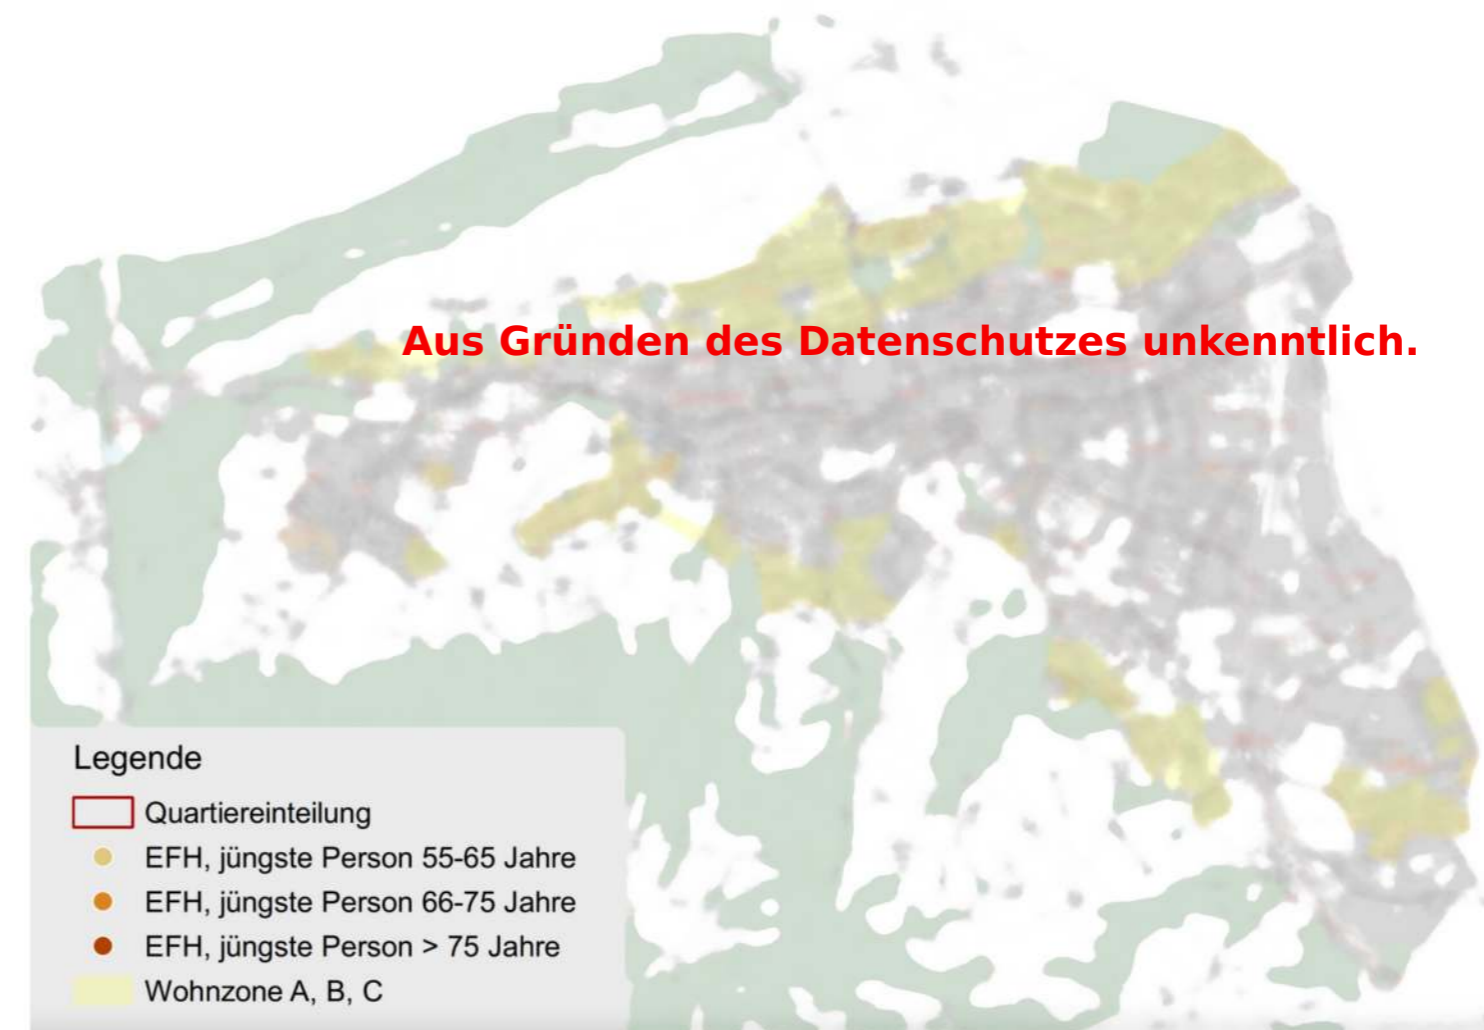 Aus Gründen des Datenschutzes unkenntlich.
Legende
Quartiereinteilung
EFH, jüngste Person 55-65 Jahre
EFH, jüngste Person 66-75 Jahre
EFH, jüngste Person > 75 Jahre
Wohnzone A, B, C